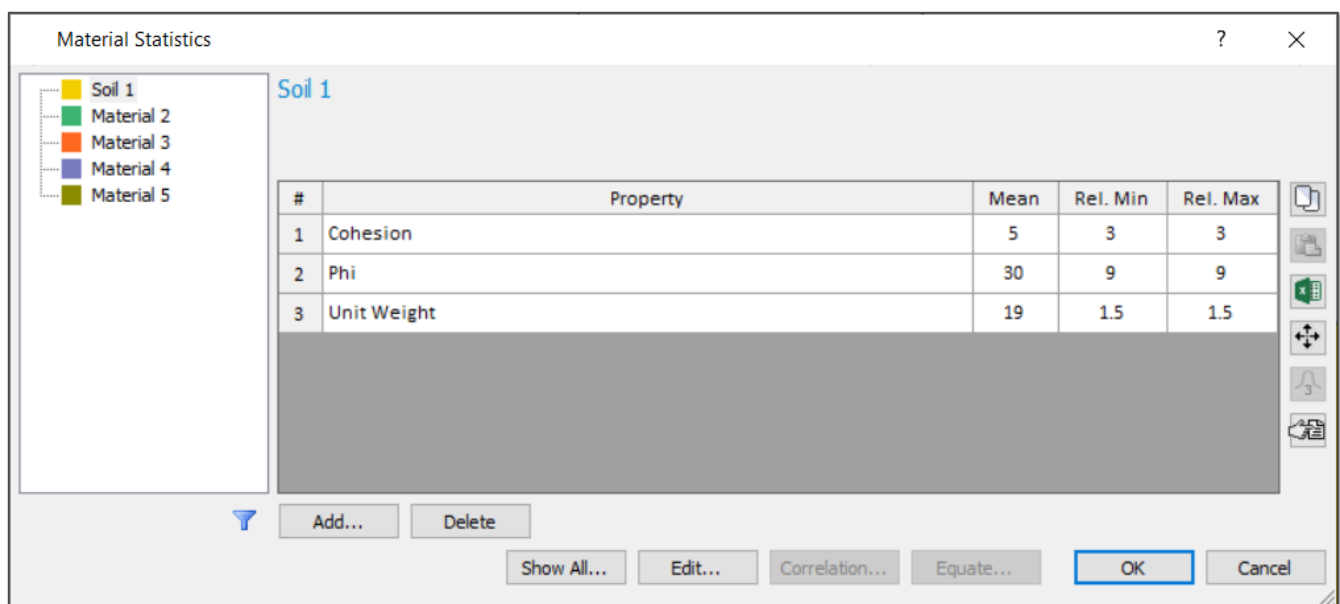 Material Statistics
?
Soil 1
Material 2
Material 3
Material 4
Material 5
Soil 1
# Property Mean Rel. Min Rel. Max
1 Cohesion 5 3 3
2 Phi 30 9 9
3 Unit Weight 19 1.5 1.5
3
Add... Delete
Show All... Edit... Correlation... Equate... OK Cancel